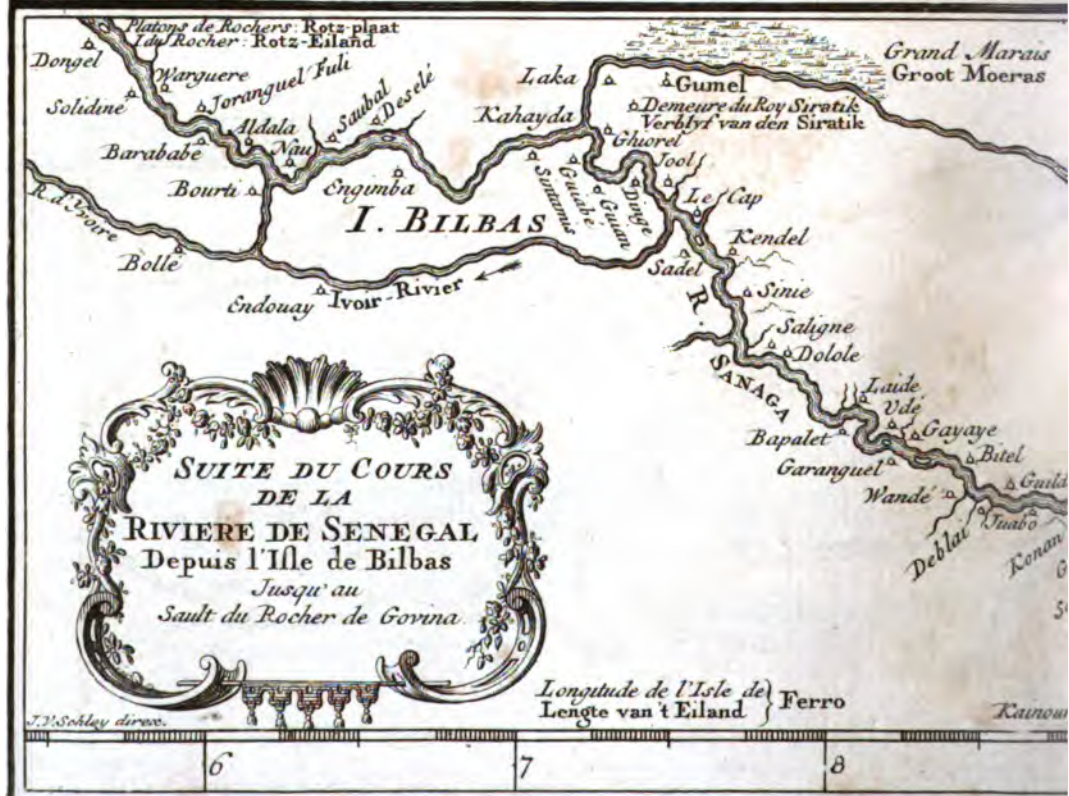 Platons de Rochers: Rotz-plaat
I du Rocher: Rotz-Eiland
Dongel
Warguere
Solidine
Joranguel Fuli
Barababe
Aldala
Nau
Saubal
Deselé
Bourti
Engimba
R. d'Yvoire
Bollé
Endouay
Ivoir-Rivier
I. BILBAS
Laka
Kahayda
Gumel
Grand Marais
Groot Moeras
Demeure du Roy Siratik
Verblyf van den Siratik
Ghiorel
Jool
Sintamis
Guiabe
Guian
Dinge
Le Cap
Kendel
Sadel
Sinie
R. SANAGA
Saligne
Dolole
Laide
Vdé
Bapalet
Gayaye
Garanguel
Bitel
Wandé
Guild
Juabo
Deblai
Konan
G
S
SUITE DU COURS
DE LA
RIVIERE DE SENEGAL
Depuis l'Isle de Bilbas
Jusqu'au
Sault du Rocher de Govina.
Longitude de l'Isle de
Lengte van 't Eiland } Ferro
J.V. Schley direx.
Kainour
6
7
8